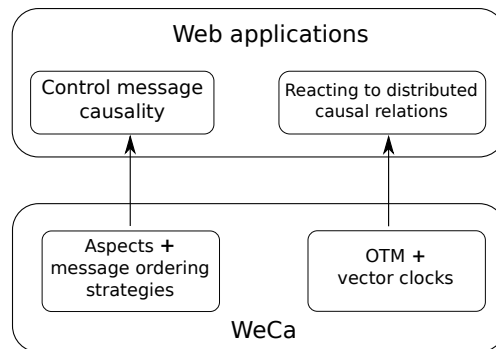 Web applications
Control message
causality
Reacting to distributed
causal relations
Aspects +
message ordering
strategies
OTM +
vector clocks
WeCa